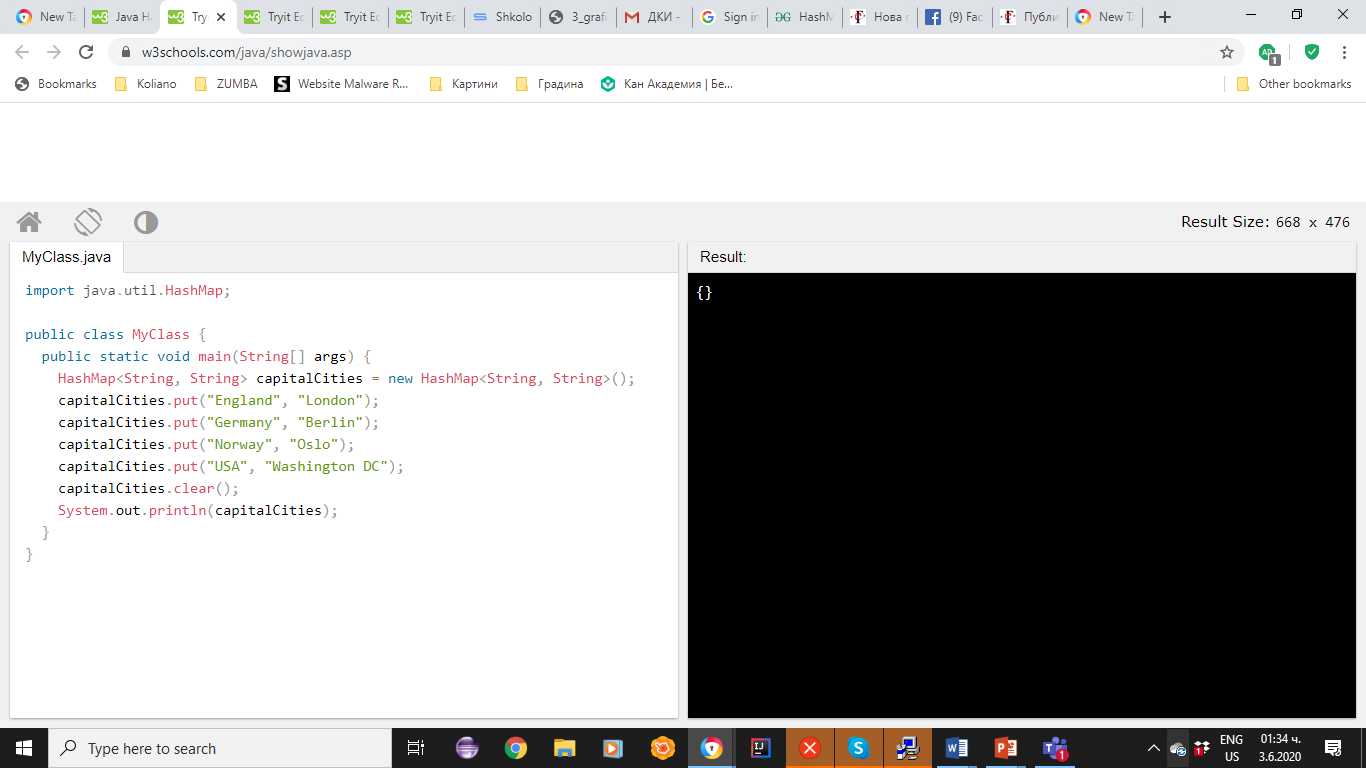 New Ta
Java H
Try
Tryit Ec
Tryit Ec
Tryit Ec
Shkolo
3_grafi
ДКИ -
Sign in
HashM
Нова п
(9) Fac
Публи
New Ta
w3schools.com/java/showjava.asp
1
Bookmarks
Koliano
ZUMBA
Website Malware R...
Картини
Градина
Кан Академия | Бе...
Other bookmarks
Result Size: 668 x 476
MyClass.java
import java.util.HashMap;
public class MyClass {
public static void main(String[] args) {
HashMap<String, String> capitalCities = new HashMap<String, String>();
capitalCities.put("England", "London");
capitalCities.put("Germany", "Berlin");
capitalCities.put("Norway", "Oslo");
capitalCities.put("USA", "Washington DC");
capitalCities.clear();
System.out.println(capitalCities);
}
}
Result:
{}
Type here to search
ENG
US
01:34 ч.
3.6.2020